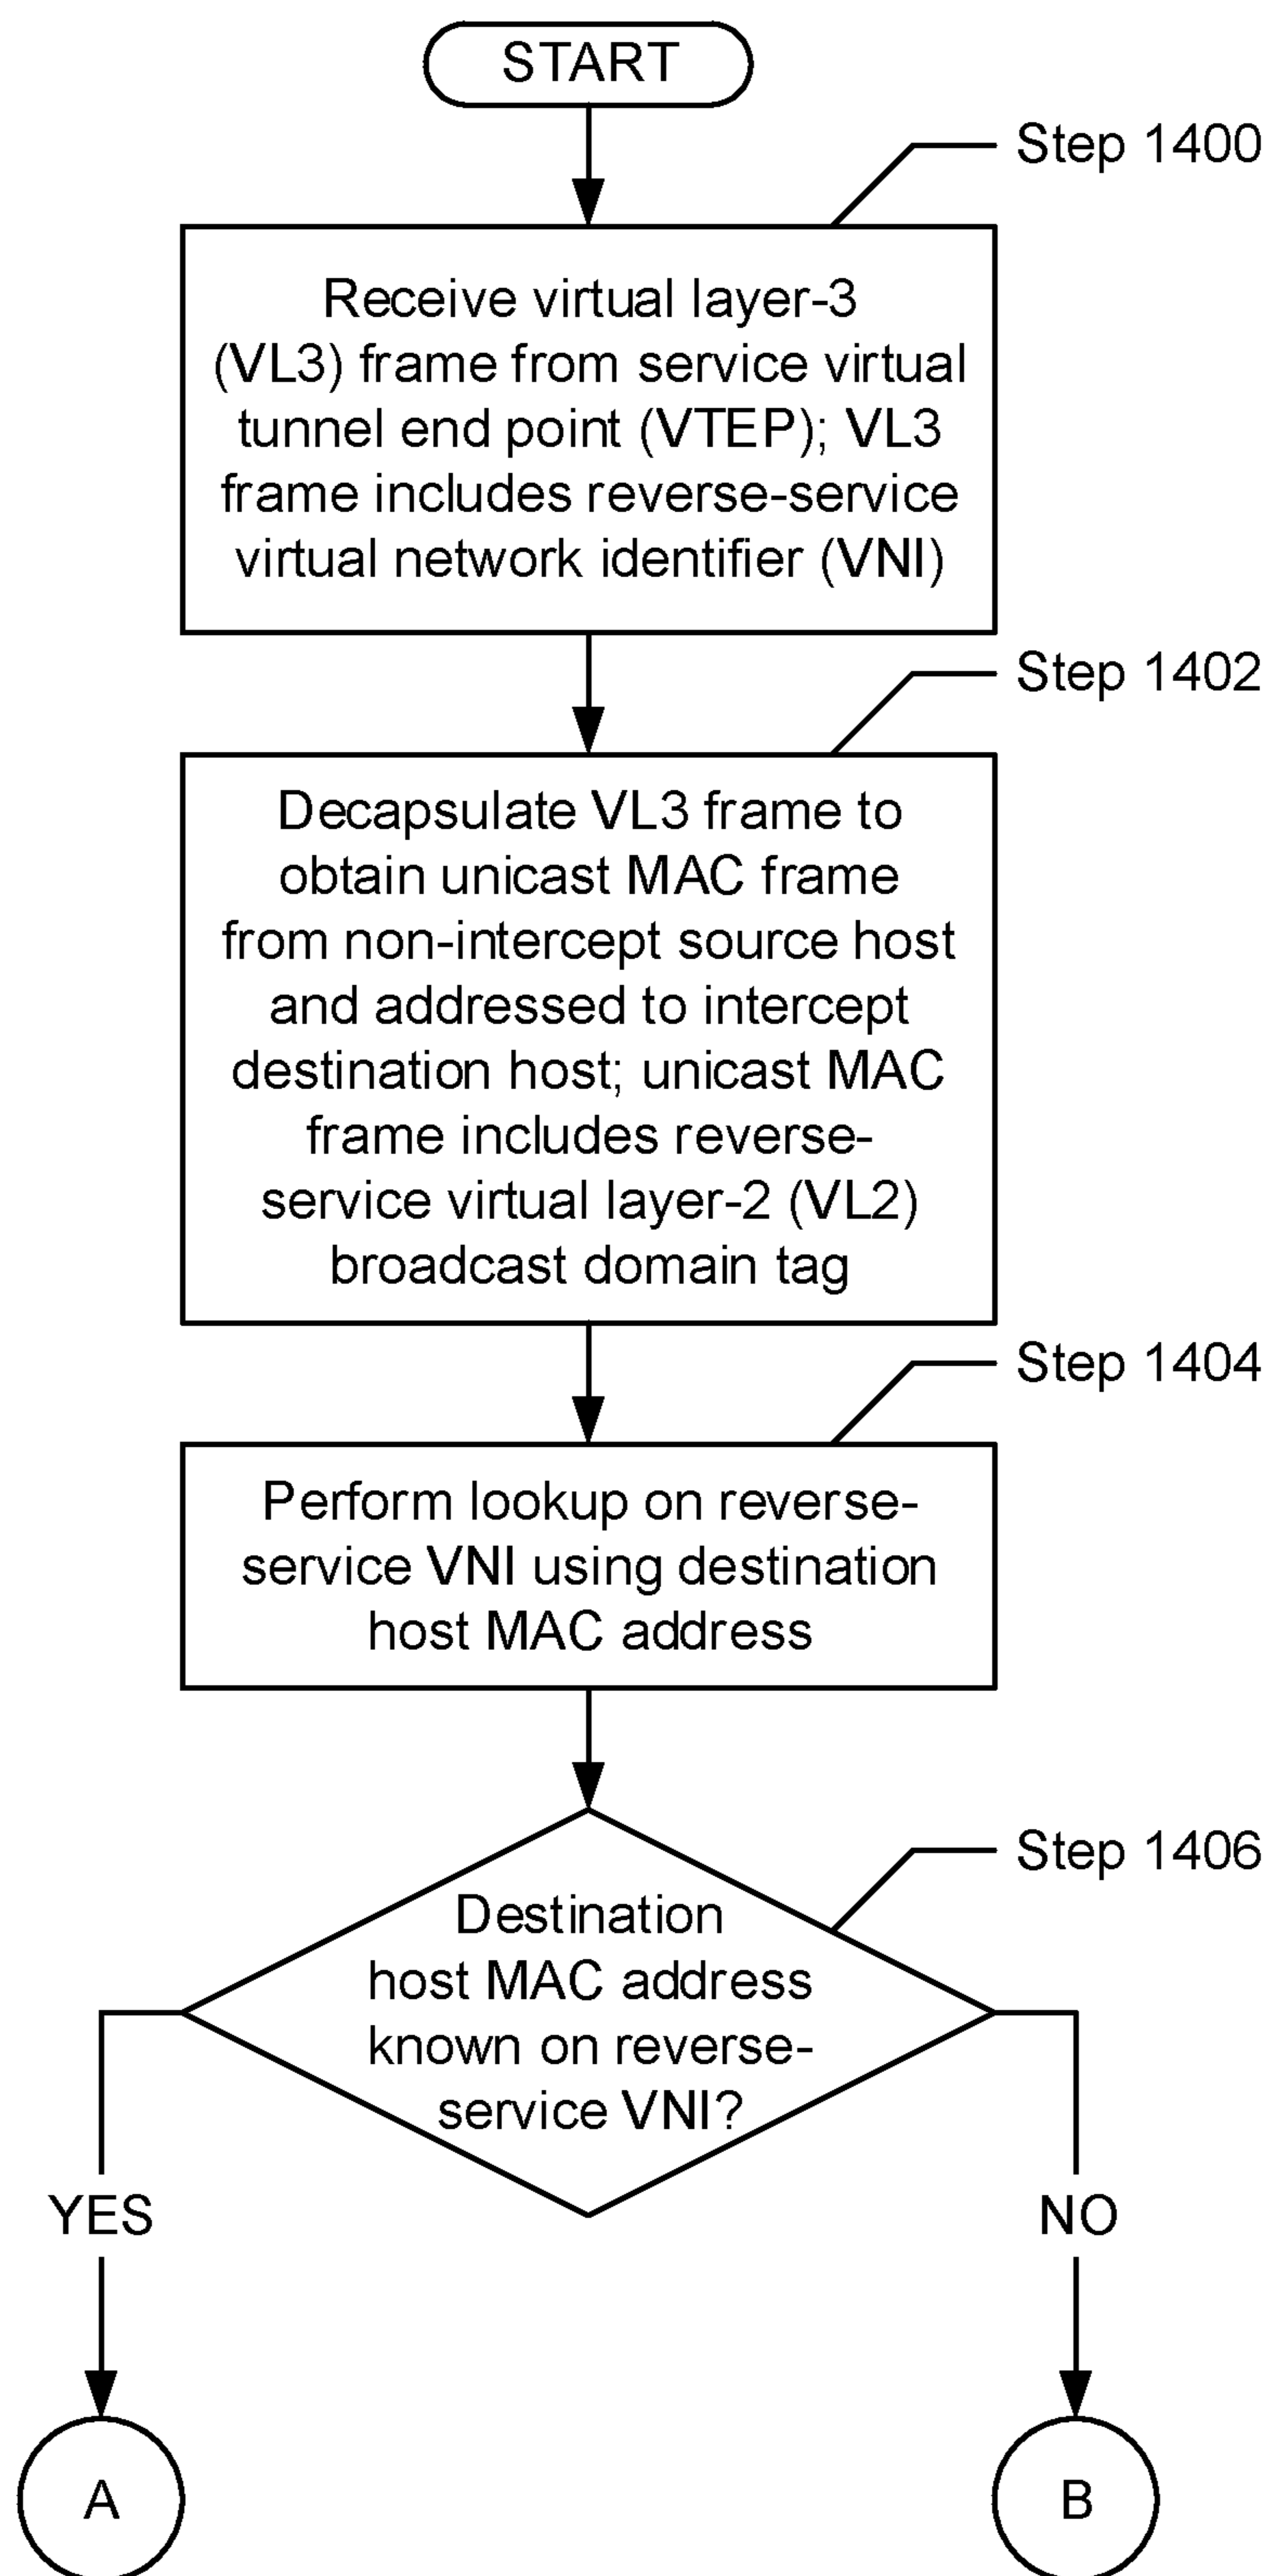 START
Step 1400
Receive virtual layer-3
(VL3) frame from service virtual
tunnel end point (VTEP); VL3
frame includes reverse-service
virtual network identifier (VNI)
Step 1402
Decapsulate VL3 frame to
obtain unicast MAC frame
from non-intercept source host
and addressed to intercept
destination host; unicast MAC
frame includes reverse-
service virtual layer-2 (VL2)
broadcast domain tag
Step 1404
Perform lookup on reverse-
service VNI using destination
host MAC address
Step 1406
Destination
host MAC address
known on reverse-
service VNI?
YES
NO
A
B